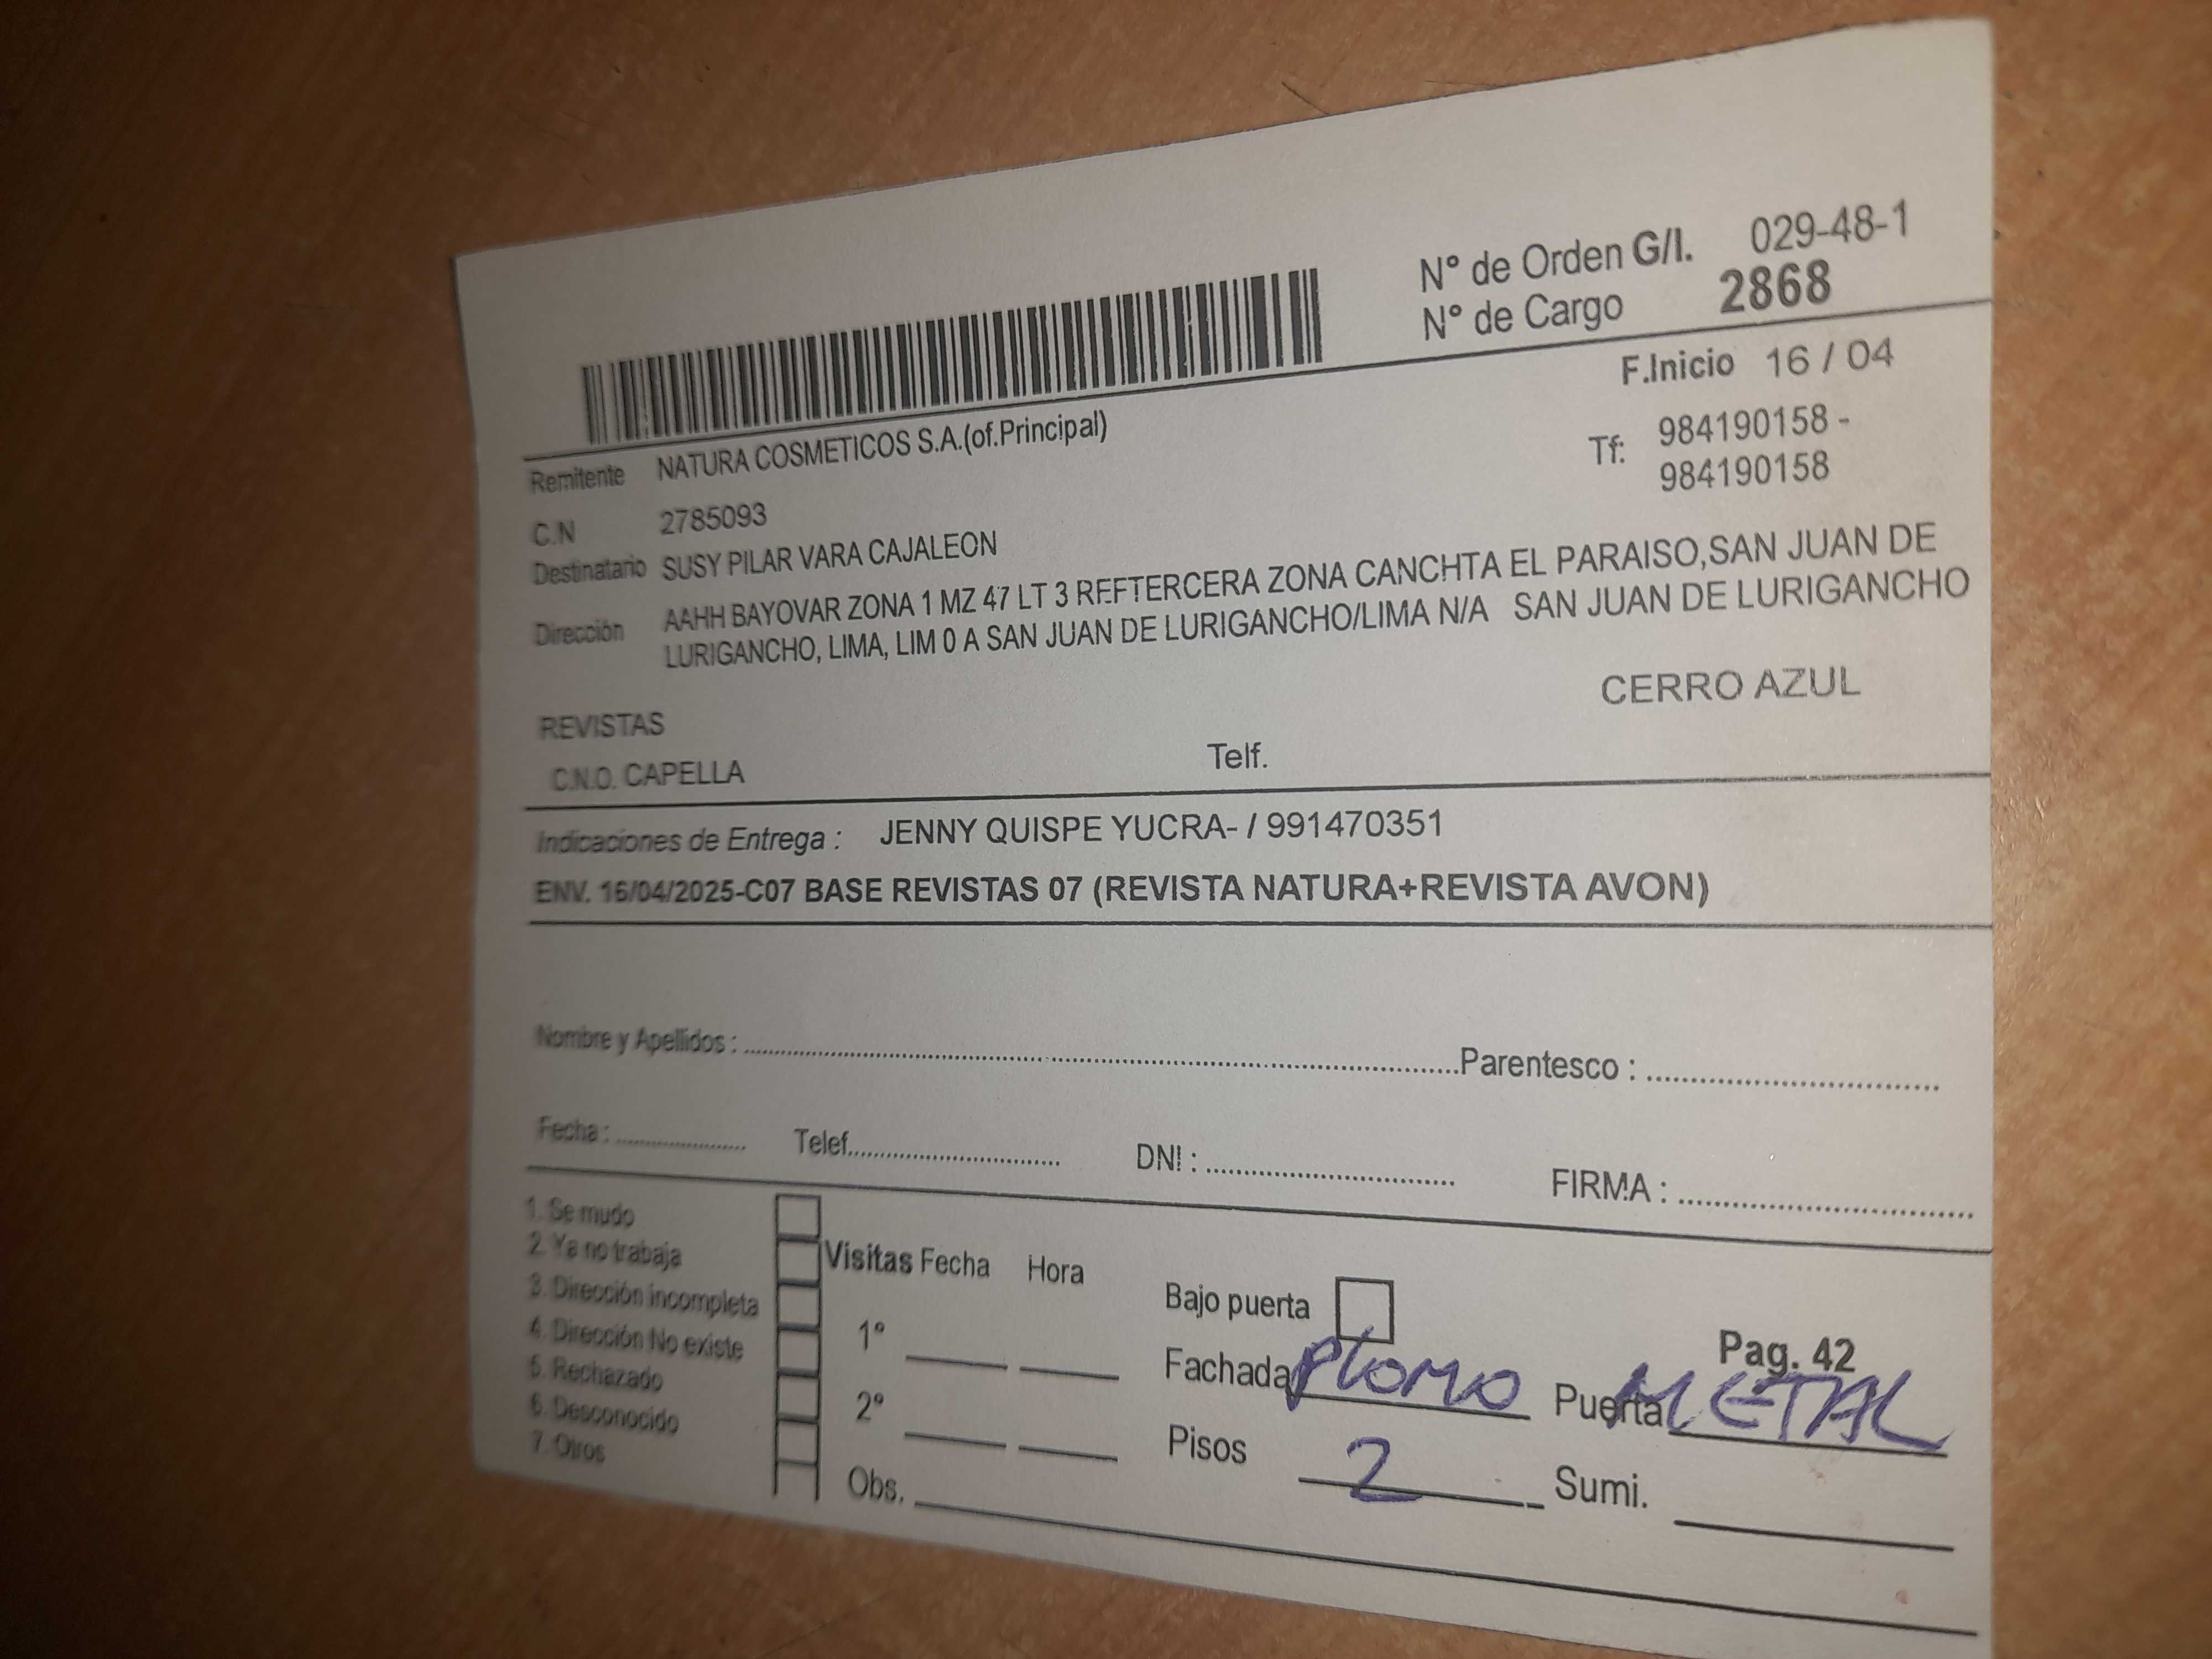 N° de Orden G/I. 029-48-1
N° de Cargo 2868
F.Inicio 16 / 04
Remitente NATURA COSMETICOS S.A.(of.Principal)
Tf: 984190158 -
984190158
C.N 2785093
Destinatario SUSY PILAR VARA CAJALEON
Dirección AAHH BAYOVAR ZONA 1 MZ 47 LT 3 REFTERCERA ZONA CANCHTA EL PARAISO,SAN JUAN DE
LURIGANCHO, LIMA, LIM 0 A SAN JUAN DE LURIGANCHO/LIMA N/A SAN JUAN DE LURIGANCHO
CERRO AZUL
REVISTAS
C.N.O. CAPELLA Telf.
Indicaciones de Entrega : JENNY QUISPE YUCRA- / 991470351
ENV. 16/04/2025-C07 BASE REVISTAS 07 (REVISTA NATURA+REVISTA AVON)
Nombre y Apellidos : Parentesco :
Fecha : Telef. DNI : FIRMA :
1. Se mudo
2. Ya no trabaja
3. Dirección incompleta
4. Dirección No existe
5. Rechazado
6. Desconocido
7. Otros
Visitas Fecha Hora
1°
2°
Obs.
Bajo puerta
Pag. 42
Fachada PLOMO Puerta METAL
Pisos 2 Sumi.